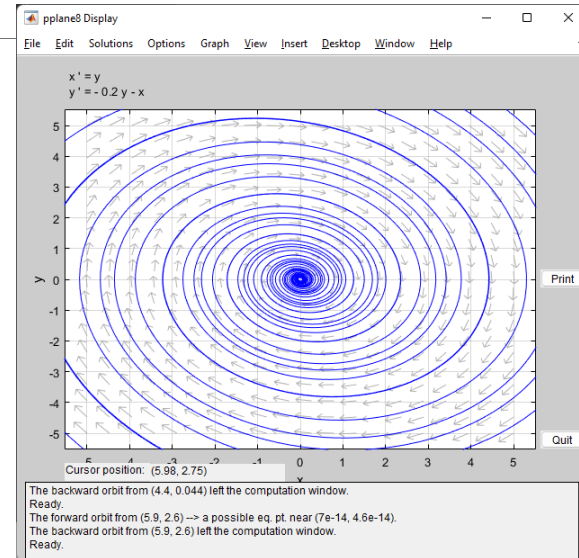 pplane8 Display
File Edit Solutions Options Graph View Insert Desktop Window Help
x ' = y
y ' = - 0.2 y - x
5
4
3
2
1
0
-1
-2
-3
-4
-5
y
Print
Quit
-5 -4 -3 -2 -1 0 1 2 3 4 5
x
Cursor position: (5.98, 2.75)
The backward orbit from (4.4, 0.044) left the computation window.
Ready.
The forward orbit from (5.9, 2.6) --> a possible eq. pt. near (7e-14, 4.6e-14).
The backward orbit from (5.9, 2.6) left the computation window.
Ready.